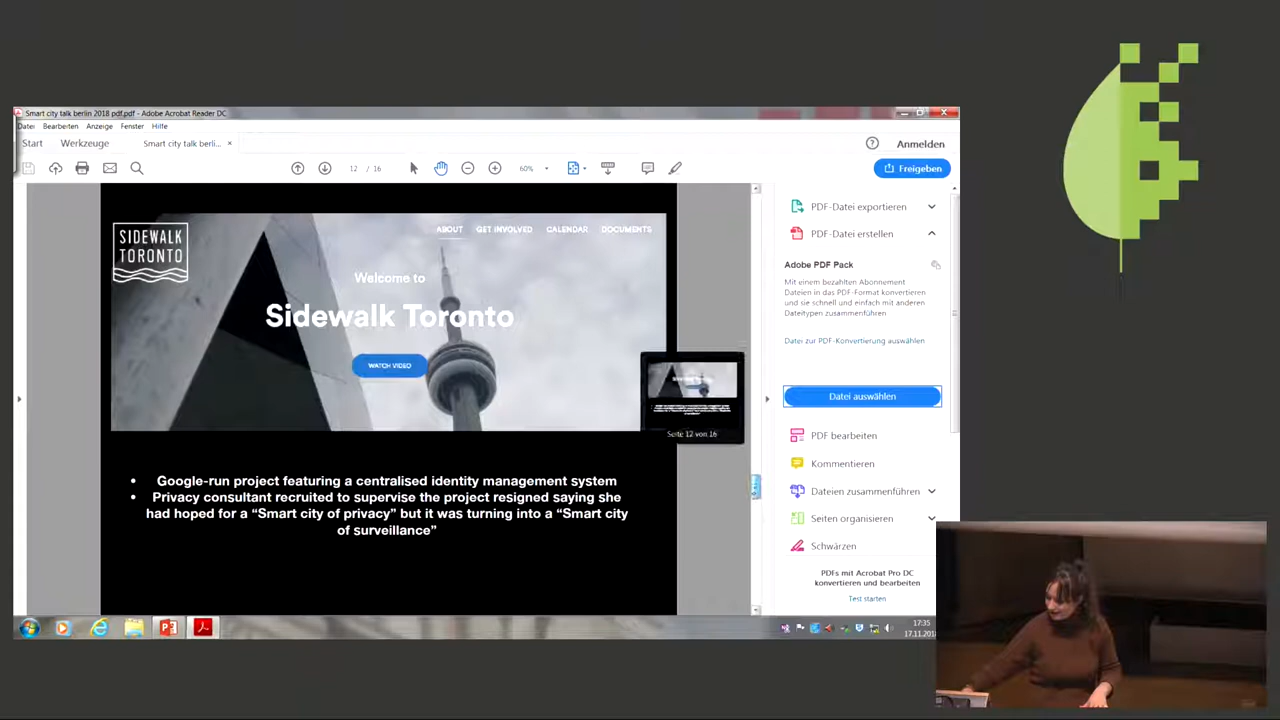 Smart city talk berlin 2018 pdf.pdf - Adobe Acrobat Reader DC
Datei Bearbeiten Anzeige Fenster Hilfe
Start Werkzeuge Smart city talk berli... × Anmelden
12 / 16 60% Freigeben
SIDEWALK
TORONTO
ABOUT GET INVOLVED CALENDAR DOCUMENTS
Welcome to
Sidewalk Toronto
WATCH VIDEO
Seite 12 von 16
• Google-run project featuring a centralised identity management system
• Privacy consultant recruited to supervise the project resigned saying she
had hoped for a “Smart city of privacy” but it was turning into a “Smart city
of surveillance”
PDF-Datei exportieren
PDF-Datei erstellen
Adobe PDF Pack
Mit einem bezahlten Abonnement
Dateien in das PDF-Format konvertieren
und sie schnell und einfach mit anderen
Dateitypen zusammenführen
Datei zur PDF-Konvertierung auswählen
Datei auswählen
PDF bearbeiten
Kommentieren
Dateien zusammenführen
Seiten organisieren
Schwärzen
PDFs mit Acrobat Pro DC
konvertieren und bearbeiten
Test starten
17:35
17.11.201